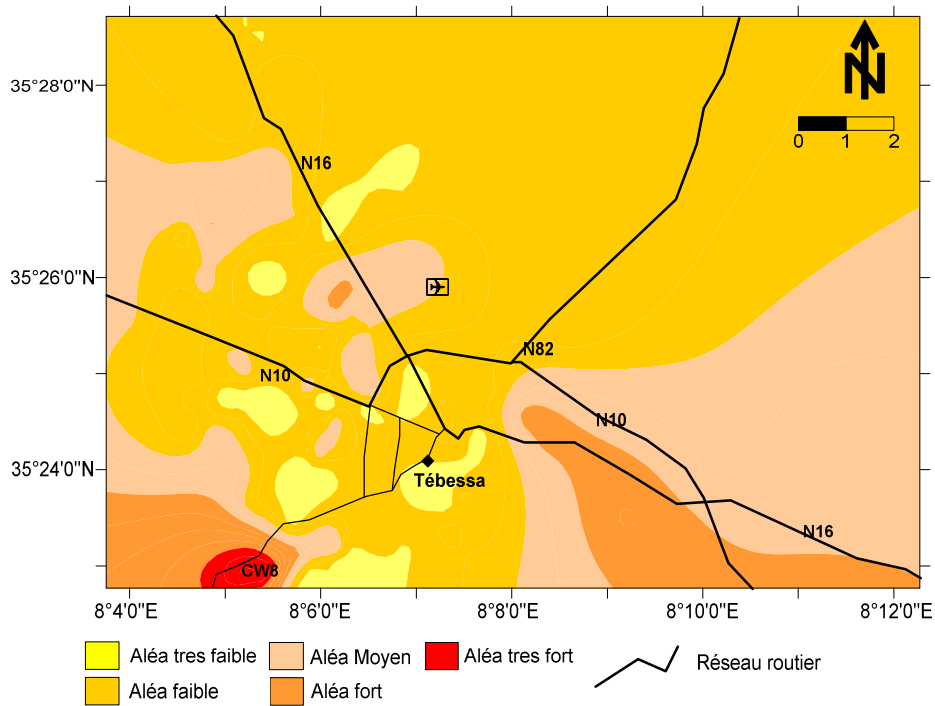 35°28'0"N
35°26'0"N
35°24'0"N
N
0 1 2
N16
N82
N10
N10
Tébessa
N16
CW8
8°4'0"E 8°6'0"E 8°8'0"E 8°10'0"E 8°12'0"E
Aléa tres faible Aléa Moyen Aléa tres fort Réseau routier
Aléa faible Aléa fort